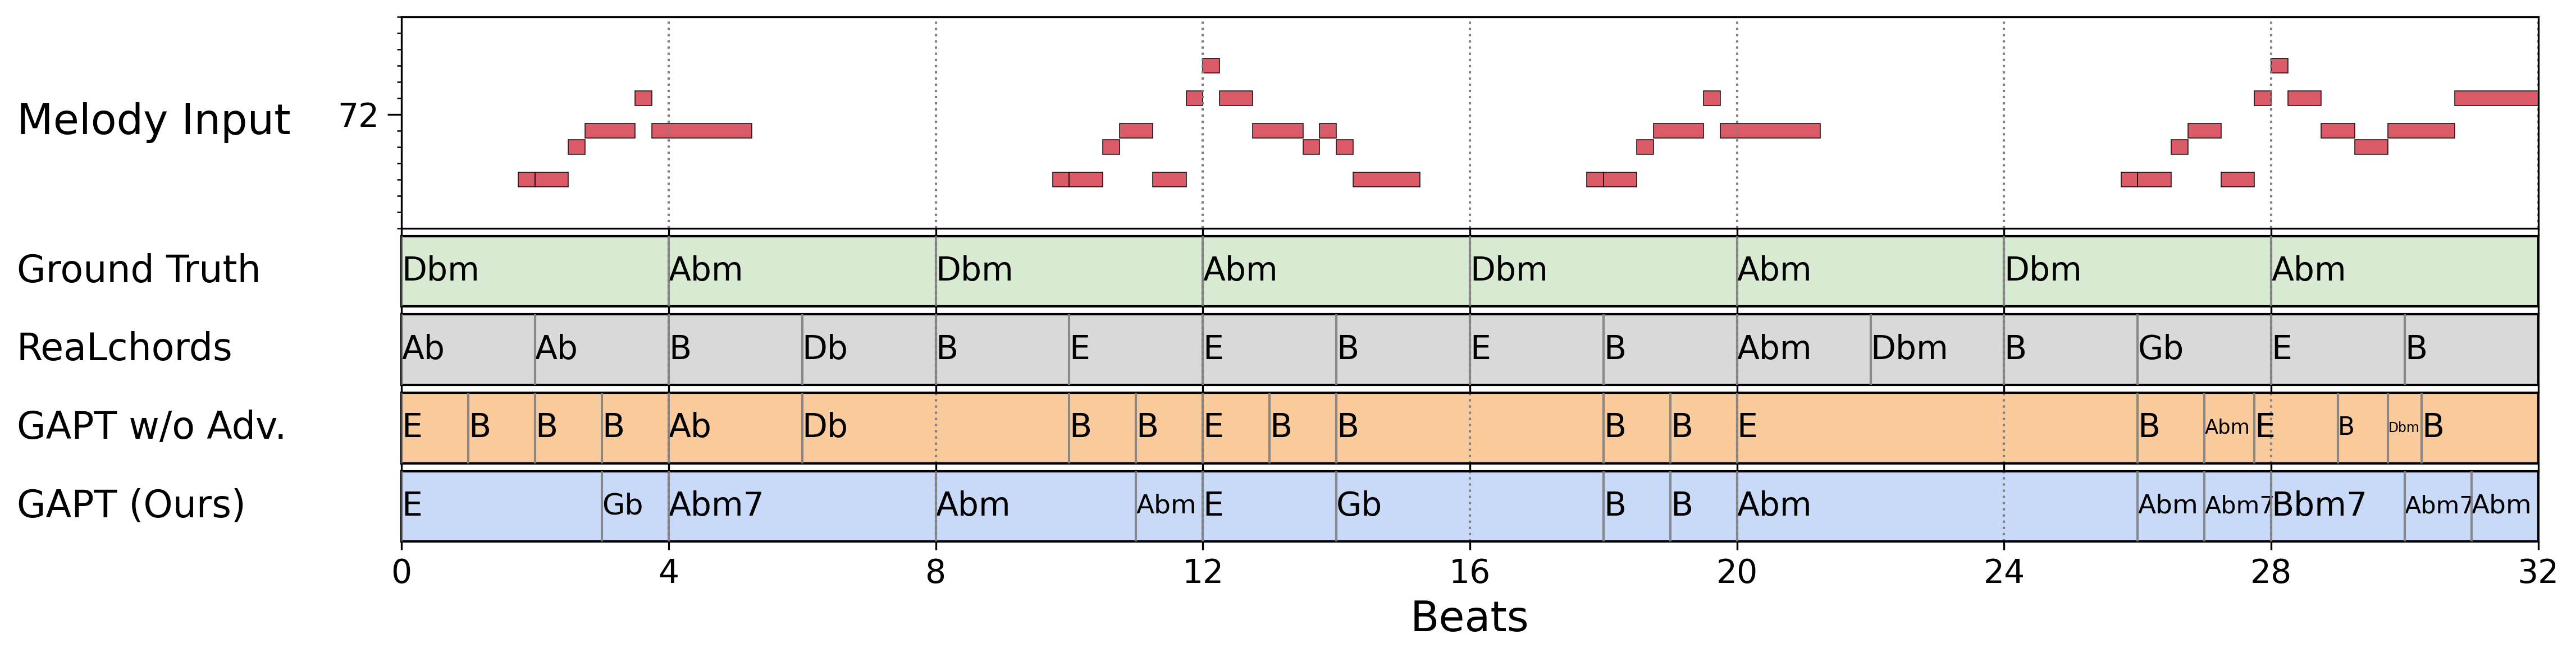 Melody Input 72
Ground Truth Dbm Abm Dbm Abm Dbm Abm Dbm Abm
ReaLchords Ab Ab B Db B E E B E B Abm Dbm B Gb E B
GAPT w/o Adv. E B B B Ab Db B B E B B B B E B Abm E B Dbm B
GAPT (Ours) E Gb Abm7 Abm Abm E Gb B B Abm Abm Abm7 Bbm7 Abm7 Abm
0 4 8 12 16 20 24 28 32
Beats